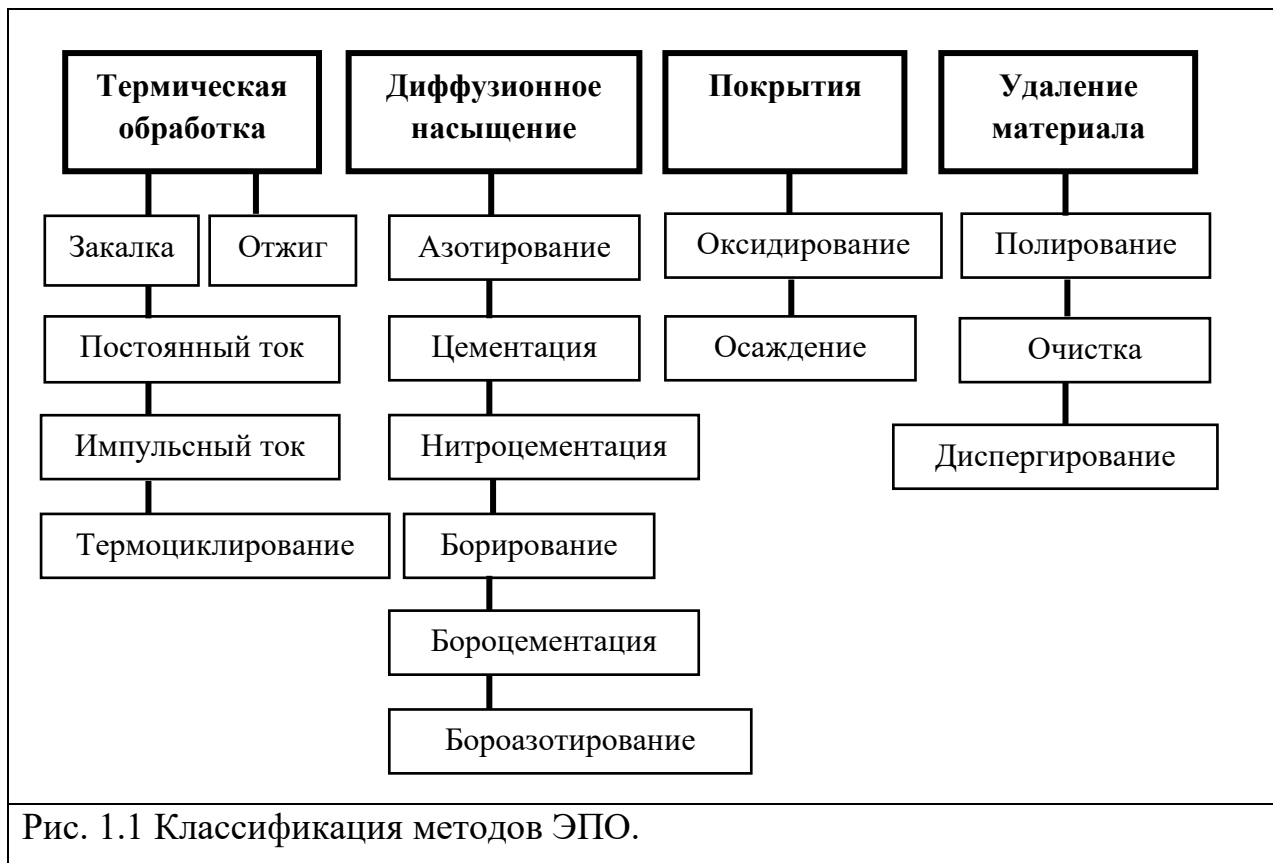 Термическая
обработка
Диффузионное
насыщение
Покрытия
Удаление
материала
Закалка
Отжиг
Азотирование
Оксидирование
Полирование
Постоянный ток
Цементация
Осаждение
Очистка
Импульсный ток
Нитроцементация
Диспергирование
Термоциклирование
Борирование
Бороцементация
Бороазотирование
Рис. 1.1 Классификация методов ЭПО.